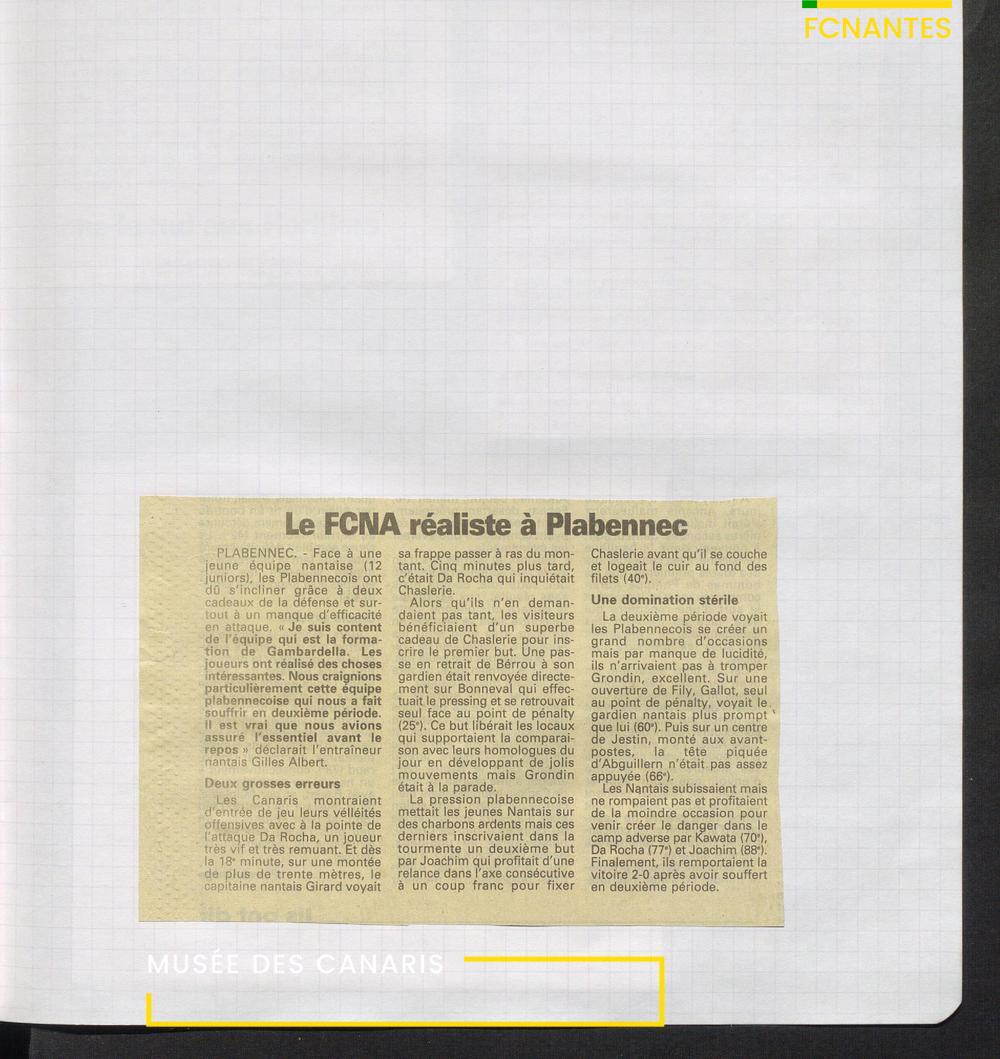 FCNANTES
Le FCNA réaliste à Plabennec
PLABENNEC. - Face à une
jeune équipe nantaise (12
juniors), les Plabennecois ont
dû s'incliner grâce à deux
cadeaux de la défense et sur-
tout à un manque d'efficacité
en attaque. « Je suis content
de l'équipe qui est la forma-
tion de Gambardella. Les
joueurs ont réalisé des choses
intéressantes. Nous craignions
particulièrement cette équipe
plabennecoise qui nous a fait
souffrir en deuxième période.
Il est vrai que nous avions
assuré l'essentiel avant le
repos » déclarait l'entraîneur
nantais Gilles Albert.
Deux grosses erreurs
Les Canaris montraient
d'entrée de jeu leurs vélléités
offensives avec à la pointe de
l'attaque Da Rocha, un joueur
très vif et très remuant. Et dès
la 18e minute, sur une montée
de plus de trente mètres, le
capitaine nantais Girard voyait
sa frappe passer à ras du mon-
tant. Cinq minutes plus tard,
c'était Da Rocha qui inquiétait
Chaslerie.
Alors qu'ils n'en deman-
daient pas tant, les visiteurs
bénéficiaient d'un superbe
cadeau de Chaslerie pour ins-
crire le premier but. Une pas-
se en retrait de Bérrou à son
gardien était renvoyée directe-
ment sur Bonneval qui effec-
tuait le pressing et se retrouvait
seul face au point de pénalty
(25e). Ce but libérait les locaux
qui supportaient la comparai-
son avec leurs homologues du
jour en développant de jolis
mouvements mais Grondin
était à la parade.
La pression plabennecoise
mettait les jeunes Nantais sur
des charbons ardents mais ces
derniers inscrivaient dans la
tourmente un deuxième but
par Joachim qui profitait d'une
relance dans l'axe consécutive
à un coup franc pour fixer
Chaslerie avant qu'il se couche
et logeait le cuir au fond des
filets (40e).
Une domination stérile
La deuxième période voyait
les Plabennecois se créer un
grand nombre d'occasions
mais par manque de lucidité,
ils n'arrivaient pas à tromper
Grondin, excellent. Sur une
ouverture de Fily, Gallot, seul
au point de pénalty, voyait le
gardien nantais plus prompt
que lui (60e). Puis sur un centre
de Jestin, monté aux avant-
postes, la tête piquée
d'Abguillern n'était pas assez
appuyée (66e).
Les Nantais subissaient mais
ne rompaient pas et profitaient
de la moindre occasion pour
venir créer le danger dans le
camp adverse par Kawata (70e),
Da Rocha (77e) et Joachim (88e).
Finalement, ils remportaient la
vitoire 2-0 après avoir souffert
en deuxième période.
MUSÉE DES CANARIS